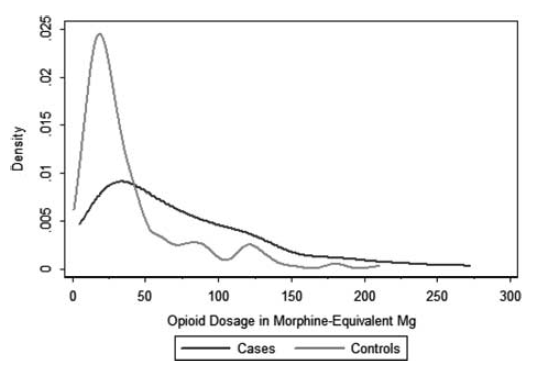 .025
.02
.015
.01
.005
0
Density
0 50 100 150 200 250 300
Opioid Dosage in Morphine-Equivalent Mg
Cases Controls